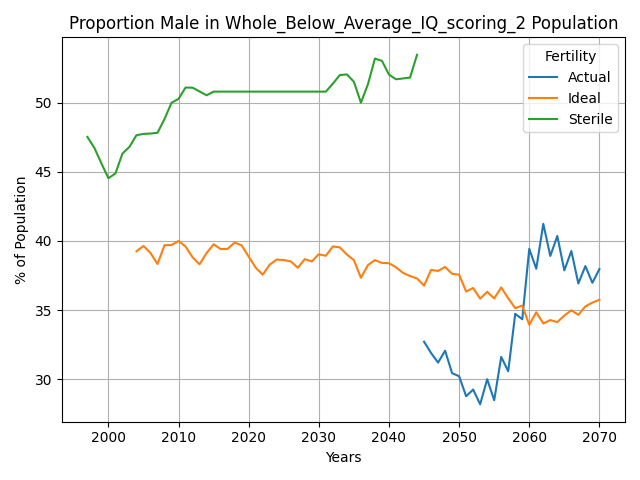 Proportion Male in Whole_Below_Average_IQ_scoring_2 Population
Fertility
Actual
Ideal
Sterile
% of Population
50
45
40
35
30
2000 2010 2020 2030 2040 2050 2060 2070
Years